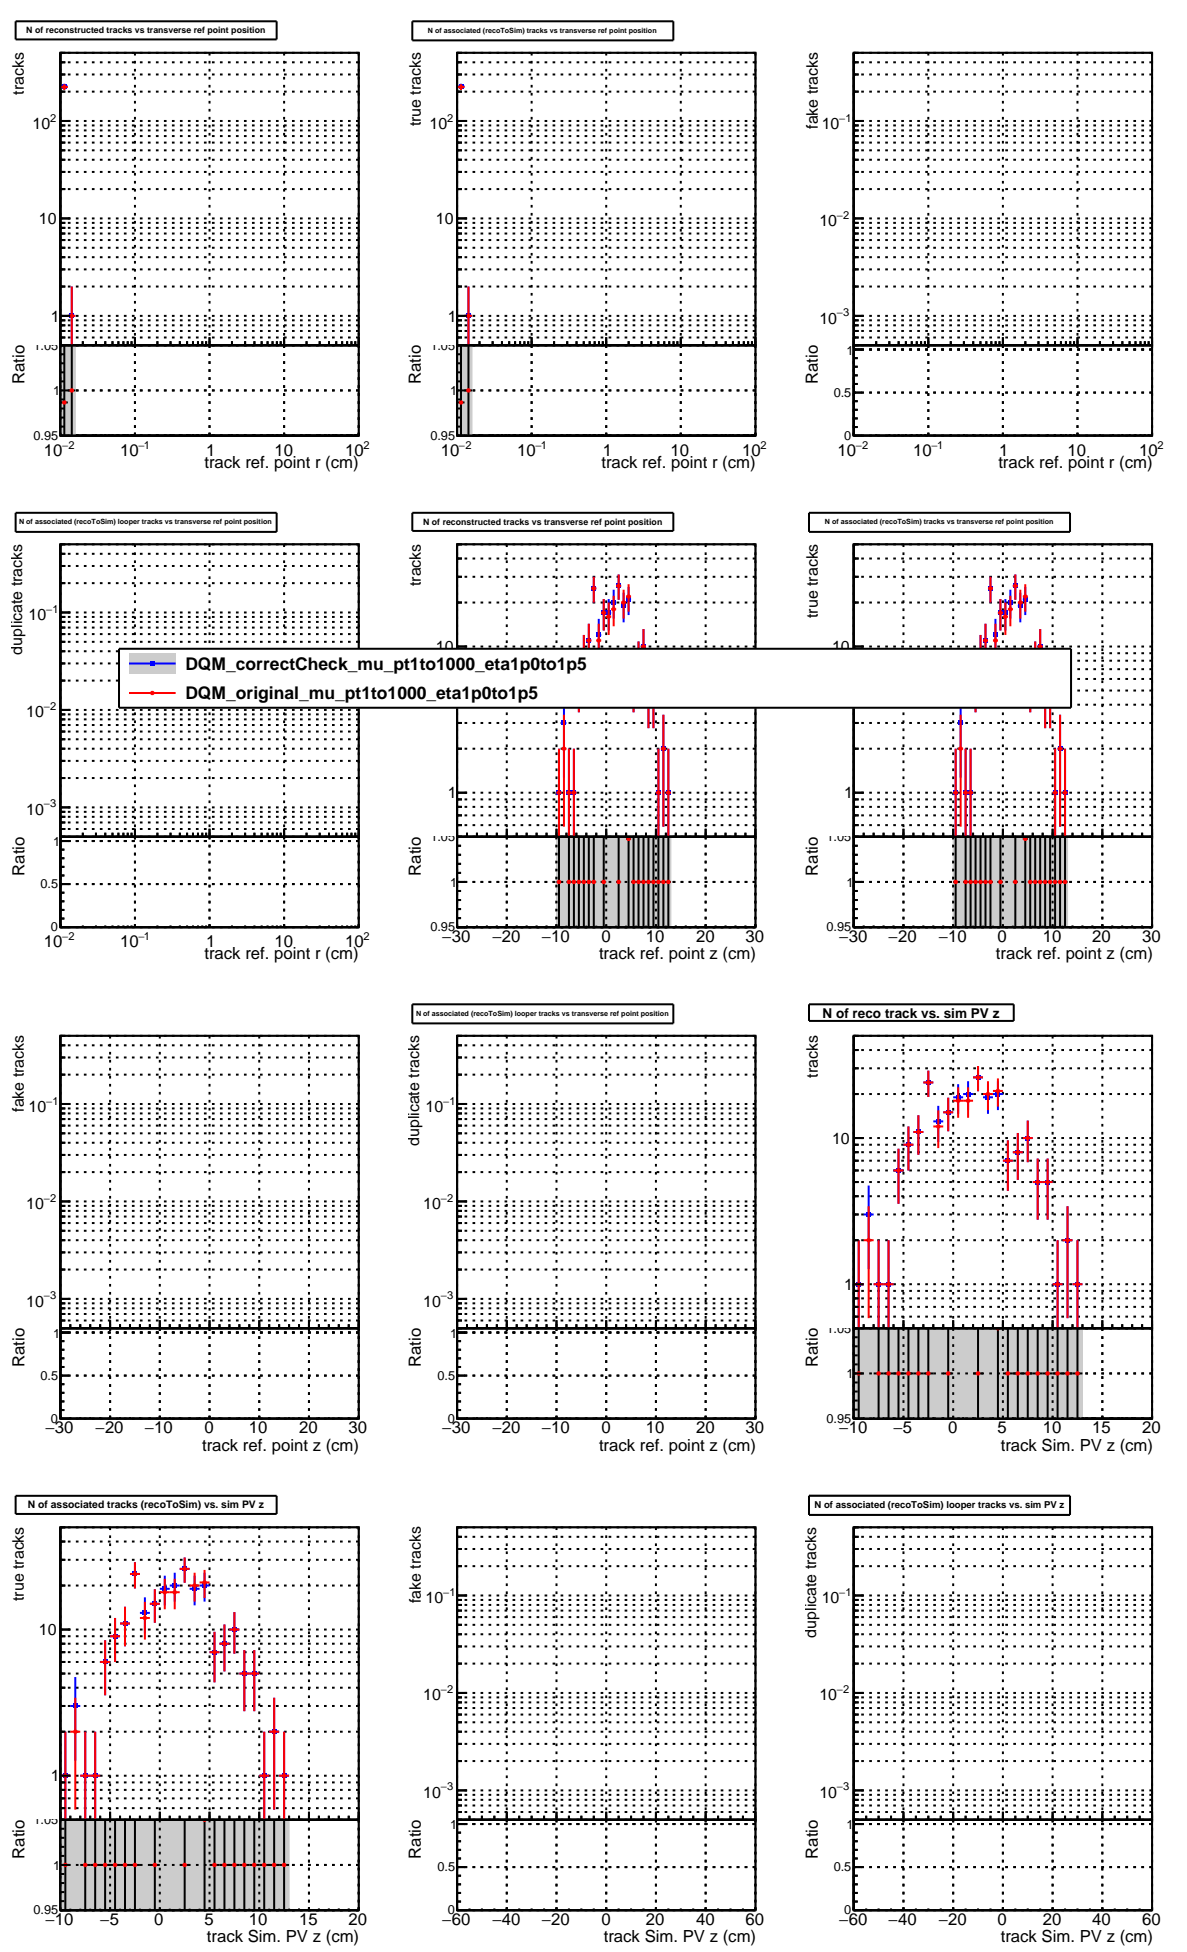 N of reconstructed tracks vs transverse ref point position
tracks
10²
10
1
1.05
Ratio
1
0.95
10⁻² 10⁻¹ 1 10 10²
track ref. point r (cm)
N of associated (recoToSim) tracks vs transverse ref point position
true tracks
10²
10
1
1.05
Ratio
1
0.95
10⁻² 10⁻¹ 1 10 10²
track ref. point r (cm)
fake tracks
10⁻¹
10⁻²
10⁻³
Ratio
1
0.5
0
10⁻² 10⁻¹ 1 10 10²
track ref. point r (cm)
N of associated (recoToSim) looper tracks vs transverse ref point position
duplicate tracks
10⁻¹
10⁻²
10⁻³
Ratio
1
0.5
0
10⁻² 10⁻¹ 1 10 10²
track ref. point r (cm)
N of reconstructed tracks vs transverse ref point position
tracks
10
1
1.05
Ratio
1
0.95
−30 −20 −10 0 10 20 30
track ref. point z (cm)
N of associated (recoToSim) tracks vs transverse ref point position
true tracks
10
1
1.05
Ratio
1
0.95
−30 −20 −10 0 10 20 30
track ref. point z (cm)
DQM_correctCheck_mu_pt1to1000_eta1p0to1p5
DQM_original_mu_pt1to1000_eta1p0to1p5
fake tracks
10⁻¹
10⁻²
10⁻³
Ratio
1
0.5
0
−30 −20 −10 0 10 20 30
track ref. point z (cm)
N of associated (recoToSim) looper tracks vs transverse ref point position
duplicate tracks
10⁻¹
10⁻²
10⁻³
Ratio
1
0.5
0
−30 −20 −10 0 10 20 30
track ref. point z (cm)
N of reco track vs. sim PV z
tracks
10
1
1.05
Ratio
1
0.95
−10 −5 0 5 10 15 20
track Sim. PV z (cm)
N of associated tracks (recoToSim) vs. sim PV z
true tracks
10
1
1.05
Ratio
1
0.95
−10 −5 0 5 10 15 20
track Sim. PV z (cm)
fake tracks
10⁻¹
10⁻²
10⁻³
Ratio
1
0.5
0
−60 −40 −20 0 20 40 60
track Sim. PV z (cm)
N of associated (recoToSim) looper tracks vs. sim PV z
duplicate tracks
10⁻¹
10⁻²
10⁻³
Ratio
1
0.5
0
−60 −40 −20 0 20 40 60
track Sim. PV z (cm)